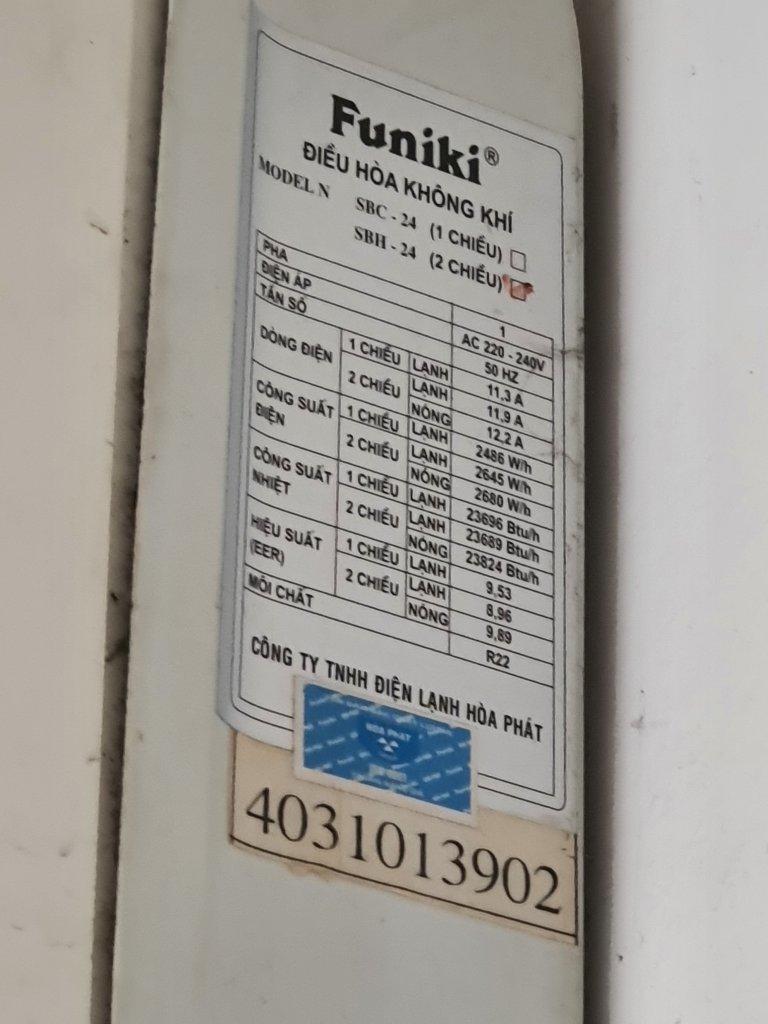 Funiki®
ĐIỀU HÒA KHÔNG KHÍ
MODEL N SBC - 24 (1 CHIỀU)
SBH - 24 (2 CHIỀU)
PHA 1
ĐIỆN ÁP AC 220 - 240V
TẦN SỐ 50 HZ
DÒNG ĐIỆN 1 CHIỀU LẠNH 11,3 A
2 CHIỀU LẠNH 11,9 A
NÓNG 12,2 A
CÔNG SUẤT ĐIỆN 1 CHIỀU LẠNH 2486 W/h
2 CHIỀU LẠNH 2645 W/h
NÓNG 2680 W/h
CÔNG SUẤT NHIỆT 1 CHIỀU LẠNH 23696 Btu/h
2 CHIỀU LẠNH 23689 Btu/h
NÓNG 23824 Btu/h
HIỆU SUẤT (EER) 1 CHIỀU LẠNH 9,53
2 CHIỀU LẠNH 8,96
NÓNG 9,89
MÔI CHẤT R22
CÔNG TY TNHH ĐIỆN LẠNH HÒA PHÁT
HÒA PHÁT
4031013902